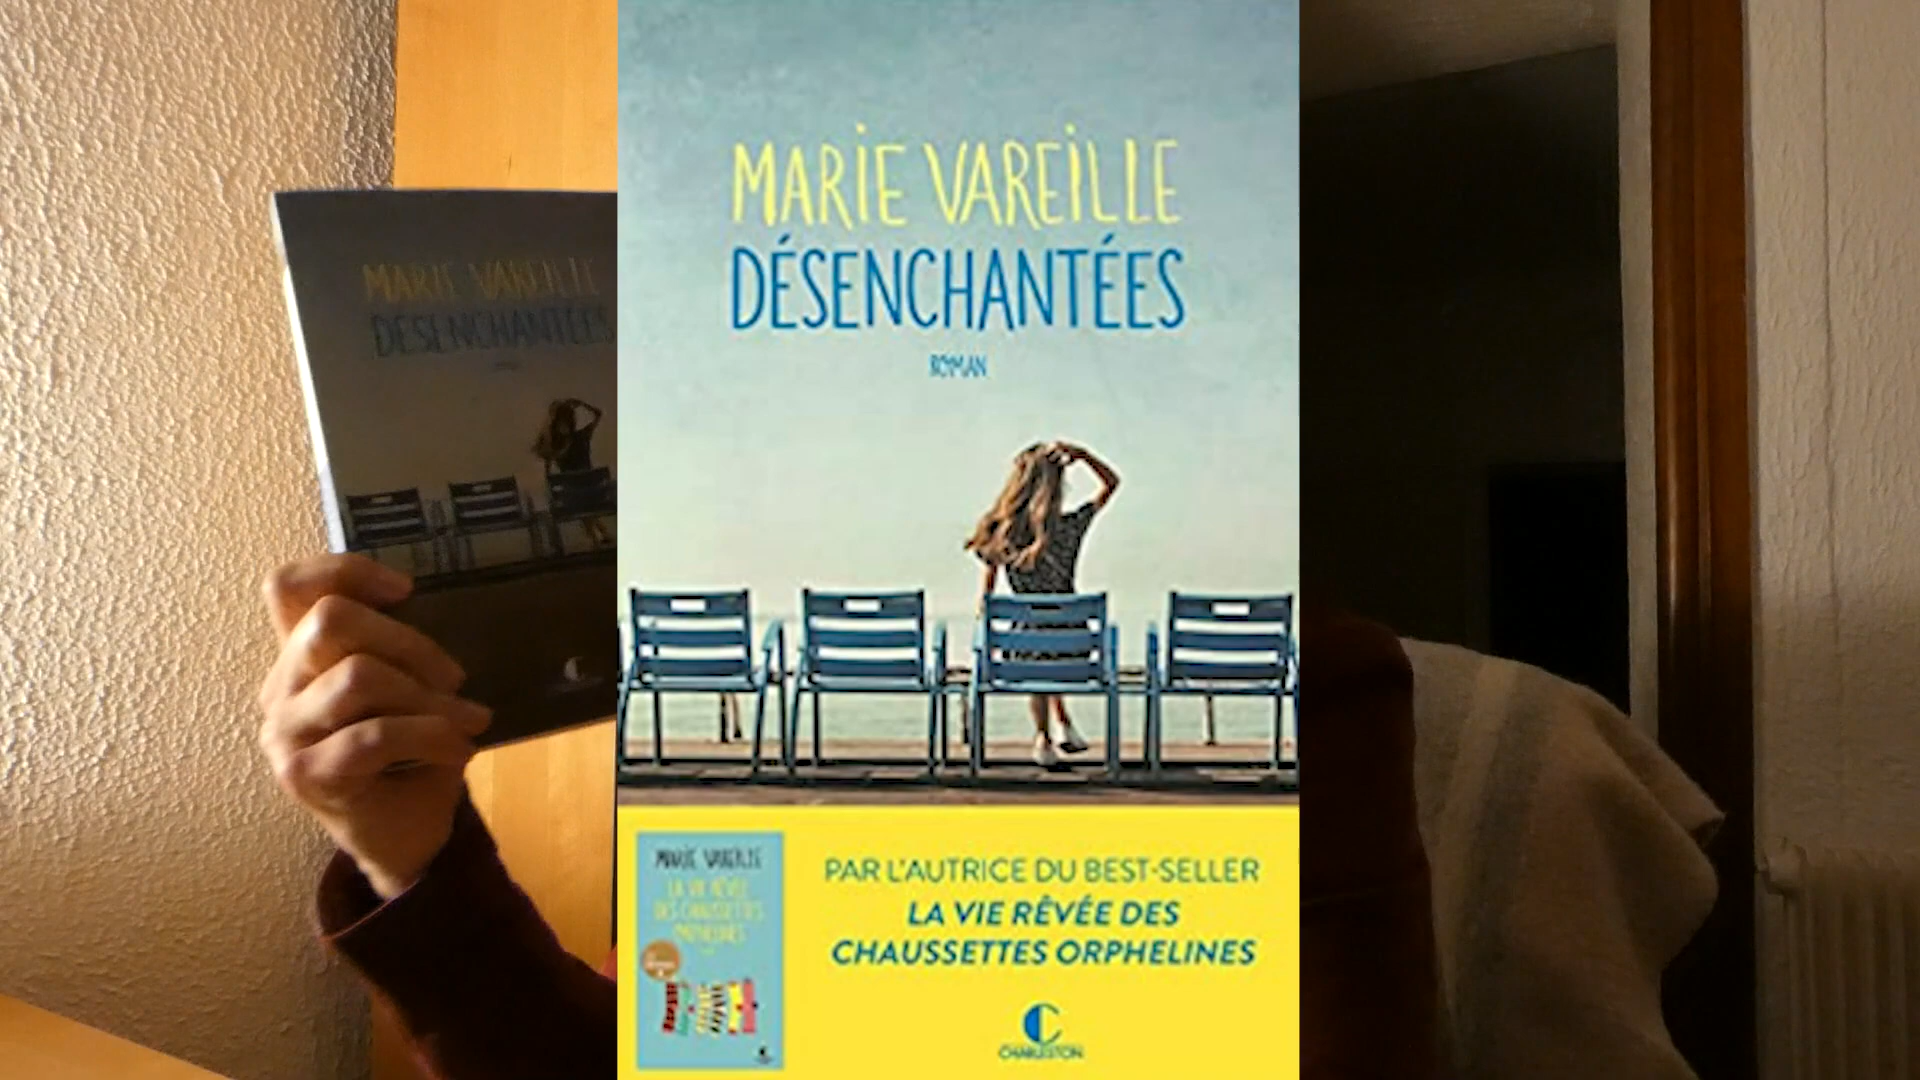 MARIE VAREILLE
DÉSENCHANTÉES
MARIE VAREILLE
DÉSENCHANTÉES
ROMAN
MARIE VAREILLE
LA VIE RÊVÉE
DES CHAUSSETTES
ORPHELINES
PAR L'AUTRICE DU BEST-SELLER
LA VIE RÊVÉE DES
CHAUSSETTES ORPHELINES
CHARLESTON